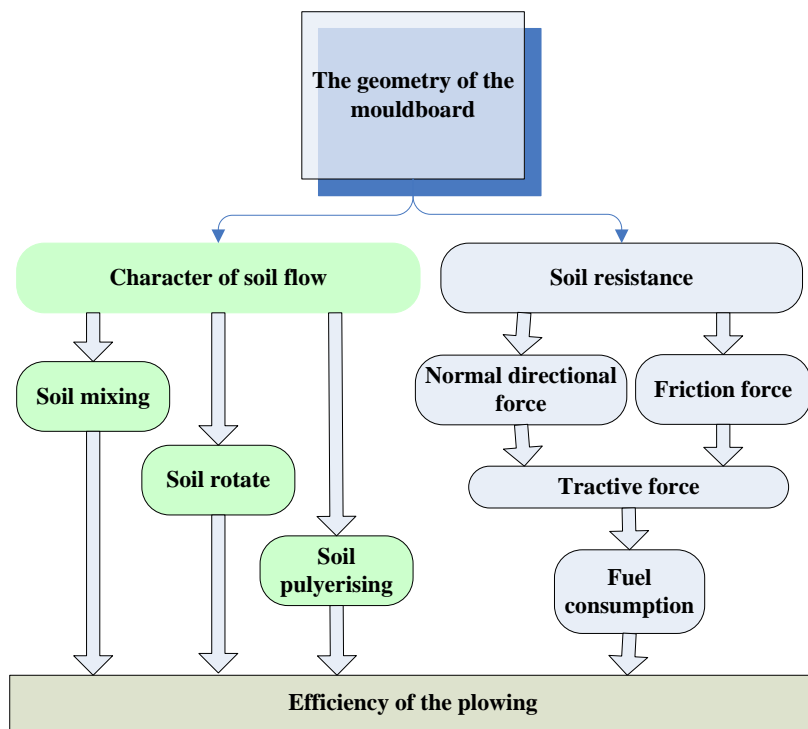 The geometry of the
mouldboard
Character of soil flow
Soil resistance
Soil mixing
Normal directional
force
Friction force
Soil rotate
Tractive force
Soil
pulyerising
Fuel
consumption
Efficiency of the plowing